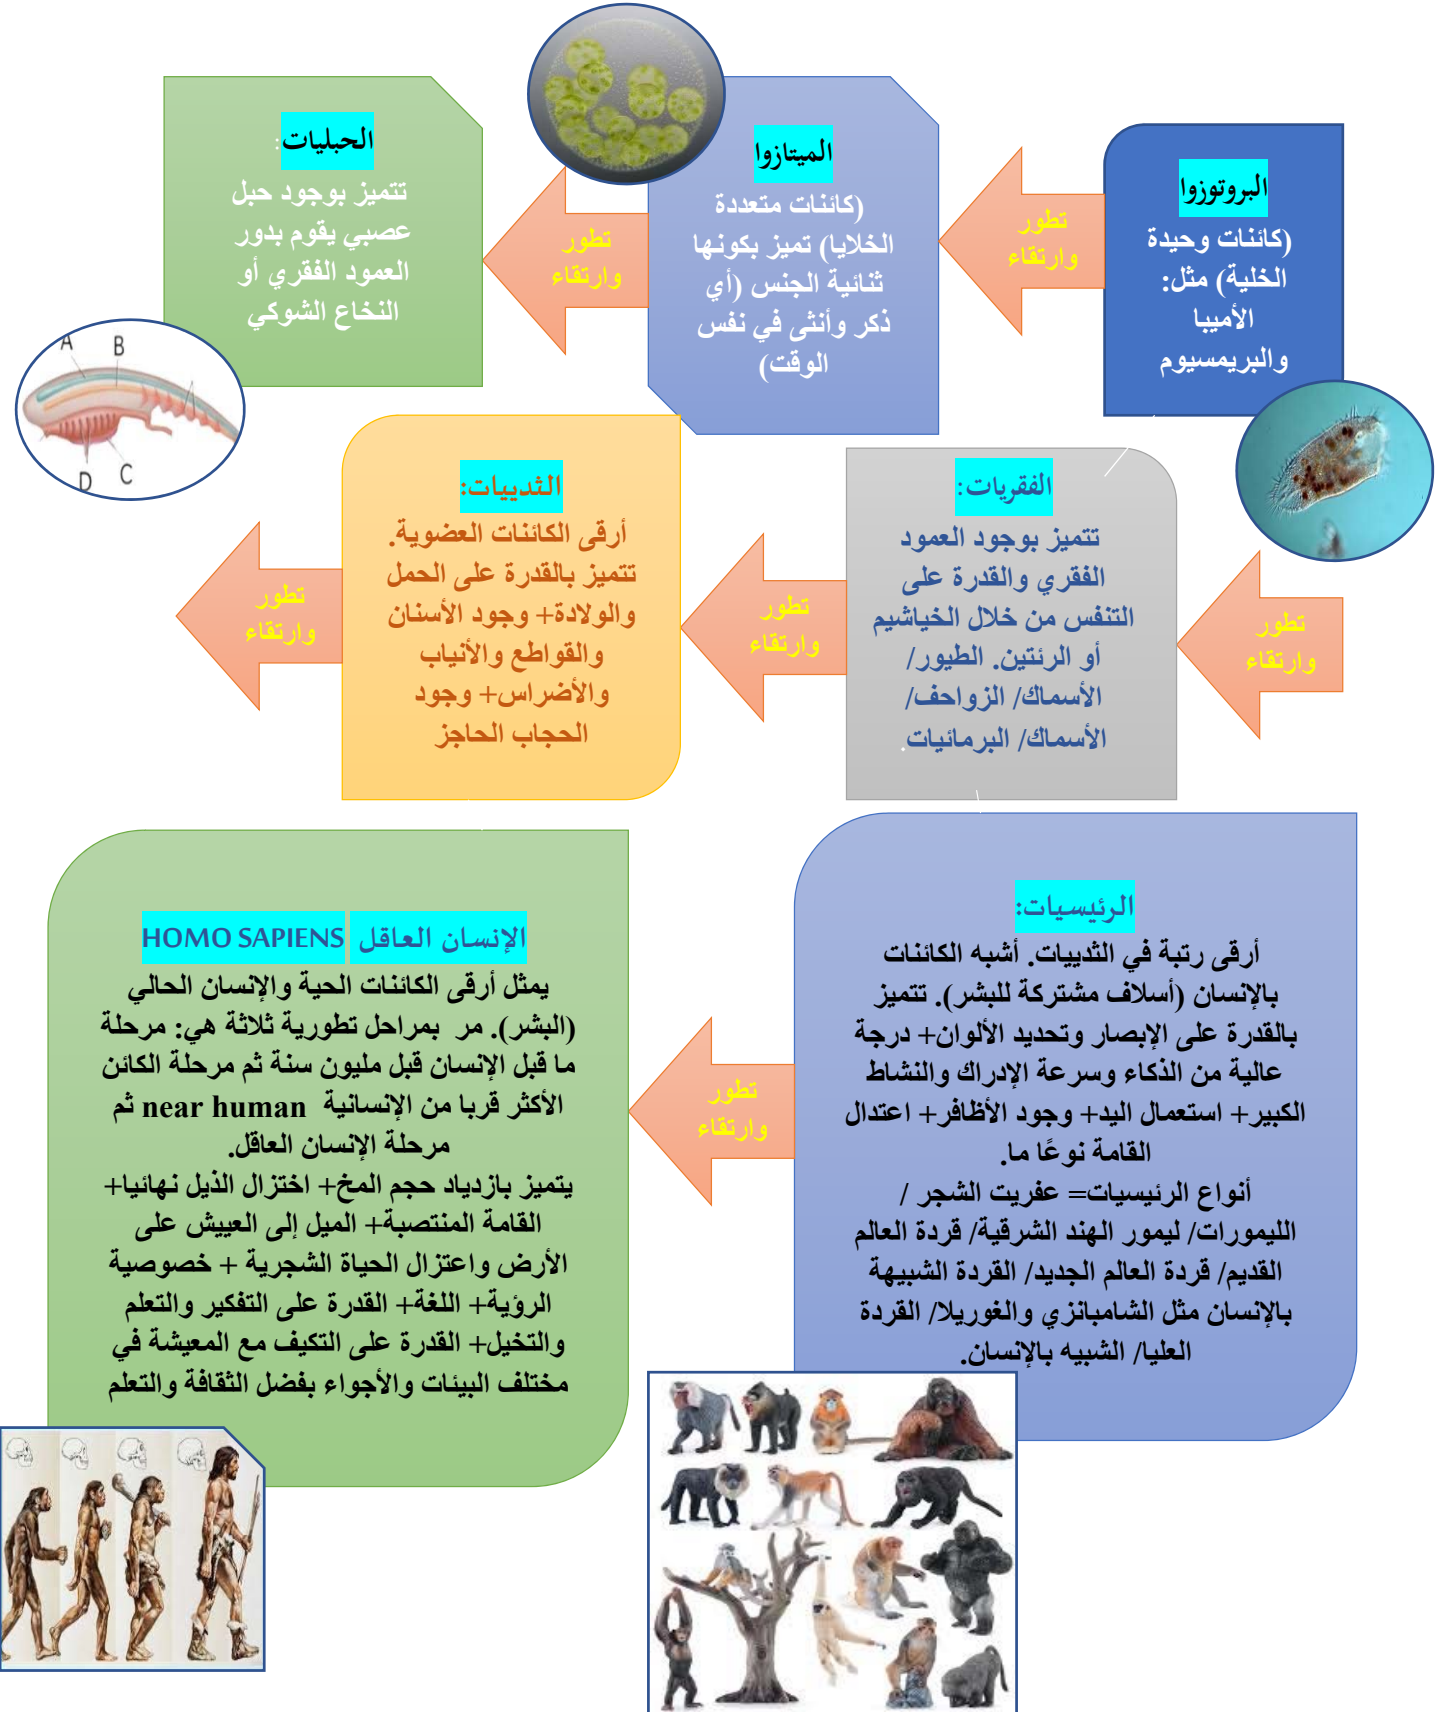 البروتوزوا
(كائنات وحيدة
الخلية) مثل:
الأميبا
والبريمسيوم
تطور
وارتقاء
الميتازوا
(كائنات متعددة
الخلايا) تميز بكونها
ثنائية الجنس (أي
ذكر وأنثى في نفس
الوقت)
تطور
وارتقاء
الحبليات:
تتميز بوجود حبل
عصبي يقوم بدور
العمود الفقري أو
النخاع الشوكي
A
B
D
C
تطور
وارتقاء
الفقريات:
تتميز بوجود العمود
الفقري والقدرة على
التنفس من خلال الخياشيم
أو الرئتين. الطيور/
الأسماك/ الزواحف/
الأسماك/ البرمائيات.
تطور
وارتقاء
الثدييات:
أرقى الكائنات العضوية.
تتميز بالقدرة على الحمل
والولادة+ وجود الأسنان
والقواطع والأنياب
والأضراس+ وجود
الحجاب الحاجز
تطور
وارتقاء
الرئيسيات:
أرقى رتبة في الثدييات. أشبه الكائنات
بالإنسان (أسلاف مشتركة للبشر). تتميز
بالقدرة على الإبصار وتحديد الألوان+ درجة
عالية من الذكاء وسرعة الإدراك والنشاط
الكبير+ استعمال اليد+ وجود الأظافر+ اعتدال
القامة نوعًا ما.
أنواع الرئيسيات= عفريت الشجر /
الليمورات/ ليمور الهند الشرقية/ قردة العالم
القديم/ قردة العالم الجديد/ القردة الشبيهة
بالإنسان مثل الشامبانزي والغوريلا/ القردة
العليا/ الشبيه بالإنسان.
تطور
وارتقاء
الإنسان العاقل HOMO SAPIENS
يمثل أرقى الكائنات الحية والإنسان الحالي
(البشر). مر بمراحل تطورية ثلاثة هي: مرحلة
ما قبل الإنسان قبل مليون سنة ثم مرحلة الكائن
الأكثر قربا من الإنسانية near human ثم
مرحلة الإنسان العاقل.
يتميز بازدياد حجم المخ+ اختزال الذيل نهائيا+
القامة المنتصبة+ الميل إلى العييش على
الأرض واعتزال الحياة الشجرية + خصوصية
الرؤية+ اللغة+ القدرة على التفكير والتعلم
والتخيل+ القدرة على التكيف مع المعيشة في
مختلف البيئات والأجواء بفضل الثقافة والتعلم